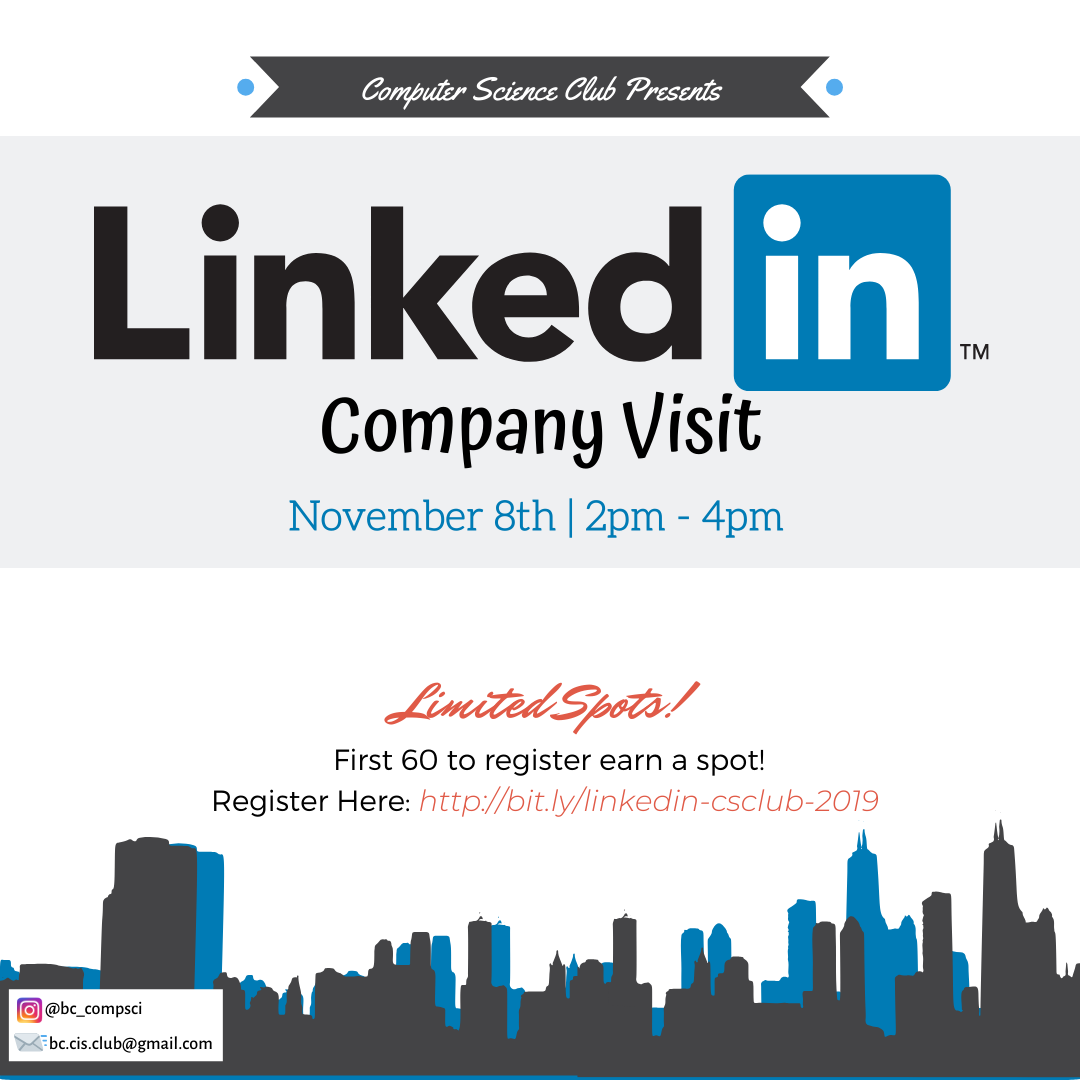 Computer Science Club Presents
Linked in TM
Company Visit
November 8th | 2pm - 4pm
Limited Spots!
First 60 to register earn a spot!
Register Here: http://bit.ly/linkedin-csclub-2019
@bc_compsci
bc.cis.club@gmail.com